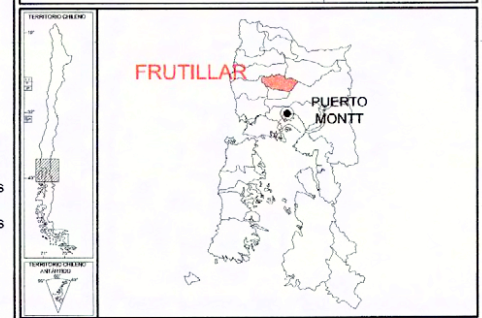 TERRITORIO CHILENO
FRUTILLAR
PUERTO
MONTT
TERRITORIO CHILENO
ANTÁRTICO
s
s